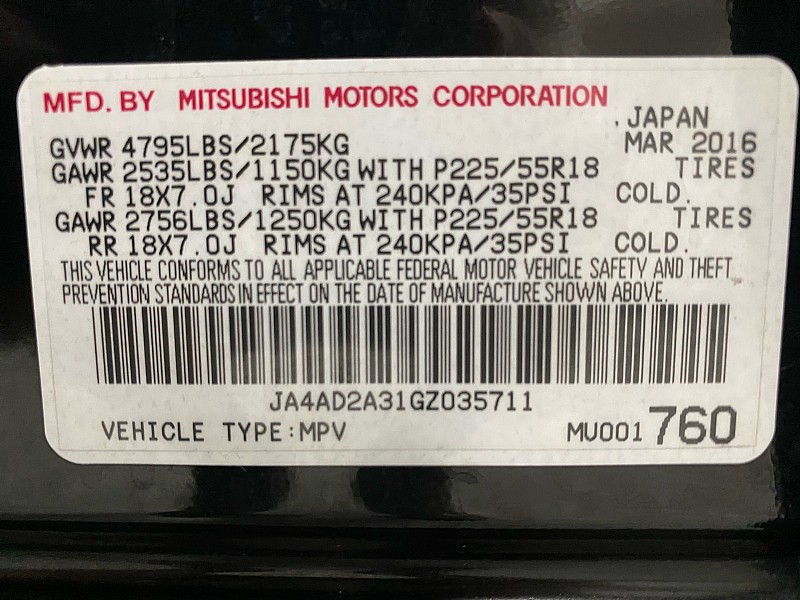 MFD. BY MITSUBISHI MOTORS CORPORATION
. JAPAN
GVWR 4795LBS/2175KG MAR 2016
GAWR 2535LBS/1150KG WITH P225/55R18 TIRES
FR 18X7.0J RIMS AT 240KPA/35PSI COLD.
GAWR 2756LBS/1250KG WITH P225/55R18 TIRES
RR 18X7.0J RIMS AT 240KPA/35PSI COLD.
THIS VEHICLE CONFORMS TO ALL APPLICABLE FEDERAL MOTOR VEHICLE SAFETY AND THEFT
PREVENTION STANDARDS IN EFFECT ON THE DATE OF MANUFACTURE SHOWN ABOVE.
JA4AD2A31GZ035711
VEHICLE TYPE:MPV MU001 760